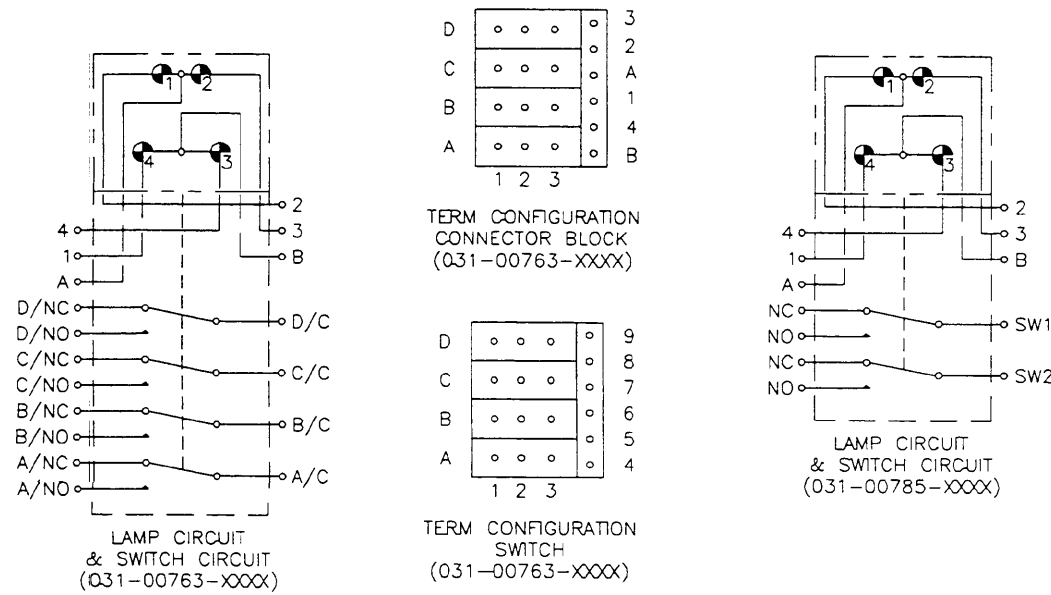 1 2
4 3
2
4 3
1 B
A
D/NC
D/C
D/NO
C/NC
C/C
C/NO
B/NC
B/C
B/NO
A/NC
A/C
A/NO
LAMP CIRCUIT
& SWITCH CIRCUIT
(031-00763-XXXX)
D 3
2
C A
B 1
4
A B
1 2 3
TERM CONFIGURATION
CONNECTOR BLOCK
(031-00763-XXXX)
D 9
8
C 7
B 6
5
A 4
1 2 3
TERM CONFIGURATION
SWITCH
(031-00763-XXXX)
1 2
4 3
2
4 3
1 B
A
NC
SW1
NO
NC
SW2
NO
LAMP CIRCUIT
& SWITCH CIRCUIT
(031-00785-XXXX)